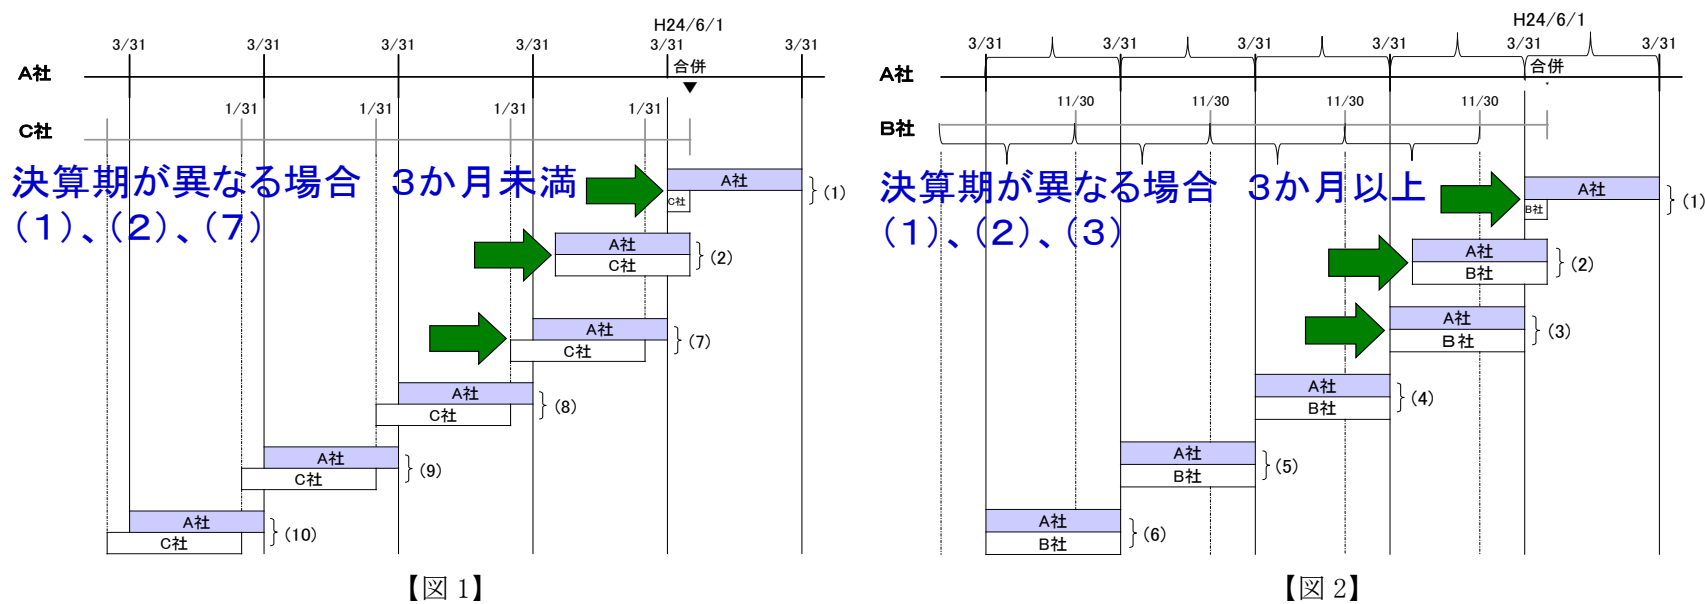 H24/6/1
3/31 3/31 3/31 3/31 3/31 3/31
A社
合併
1/31 1/31 1/31 1/31
C社
決算期が異なる場合 3か月未満
(1)、(2)、(7)
A社
C社
(1)
A社
C社
(2)
A社
C社
(7)
A社
C社
(8)
A社
C社
(9)
A社
C社
(10)
【図 1】
H24/6/1
3/31 3/31 3/31 3/31 3/31 3/31
A社
合併
11/30 11/30 11/30 11/30
B社
決算期が異なる場合 3か月以上
(1)、(2)、(3)
A社
B社
(1)
A社
B社
(2)
A社
B社
(3)
A社
B社
(4)
A社
B社
(5)
A社
B社
(6)
【図 2】